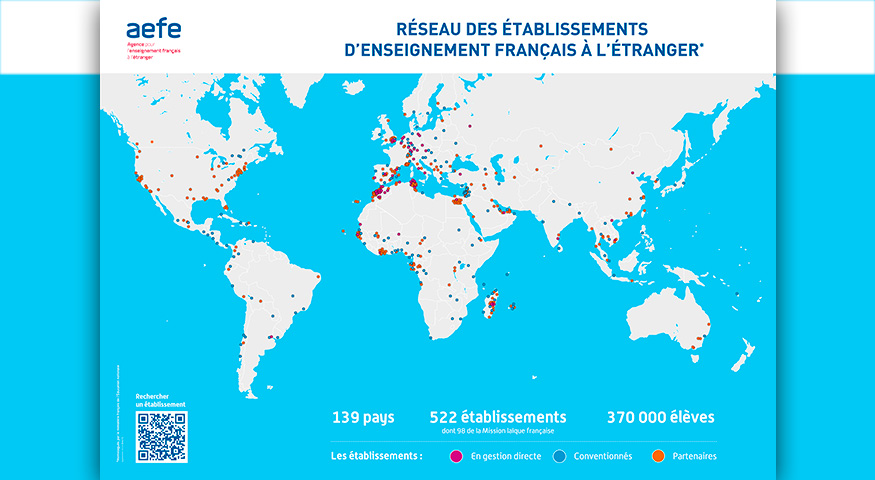 aefe
Agence pour
l'enseignement français
à l'étranger
RÉSEAU DES ÉTABLISSEMENTS
D'ENSEIGNEMENT FRANÇAIS À L'ÉTRANGER*
Rechercher
un établissement
139 pays
522 établissements
370 000 élèves
dont 98 de la Mission laïque française
Les établissements :
En gestion directe
Conventionnés
Partenaires